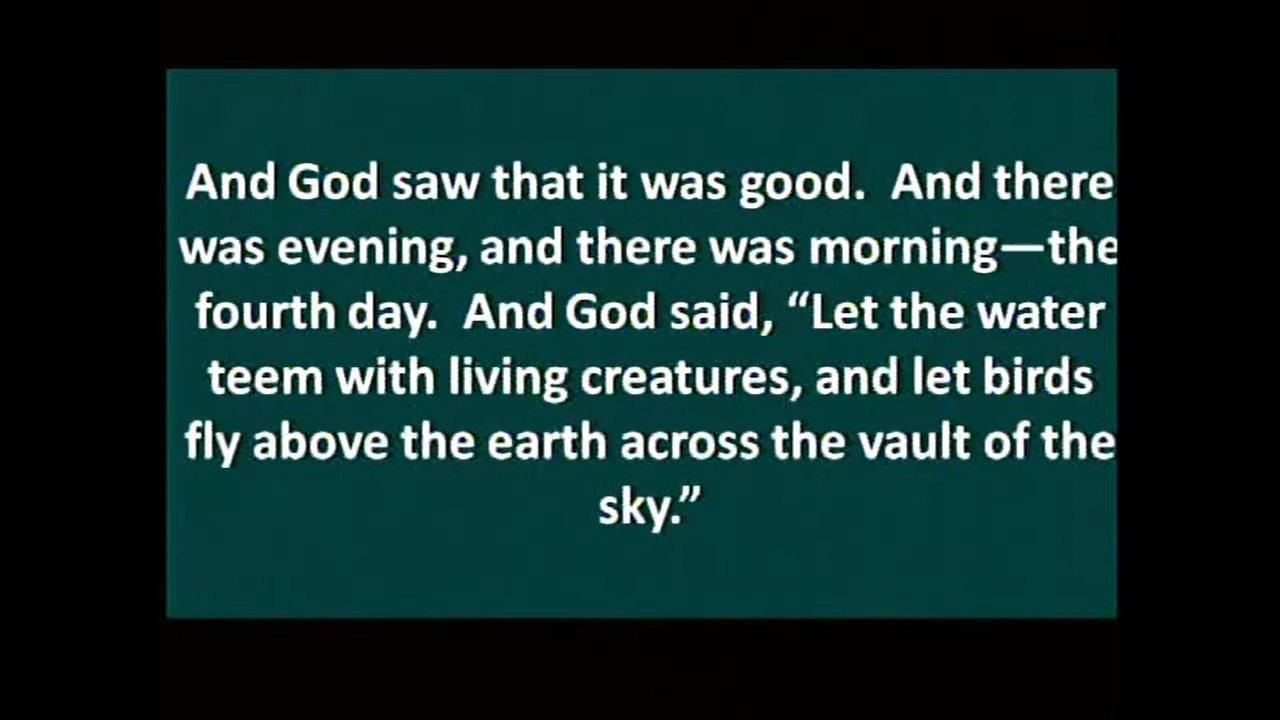 And God saw that it was good.  And there
was evening, and there was morning—the
fourth day.  And God said, “Let the water
teem with living creatures, and let birds
fly above the earth across the vault of the
sky.”